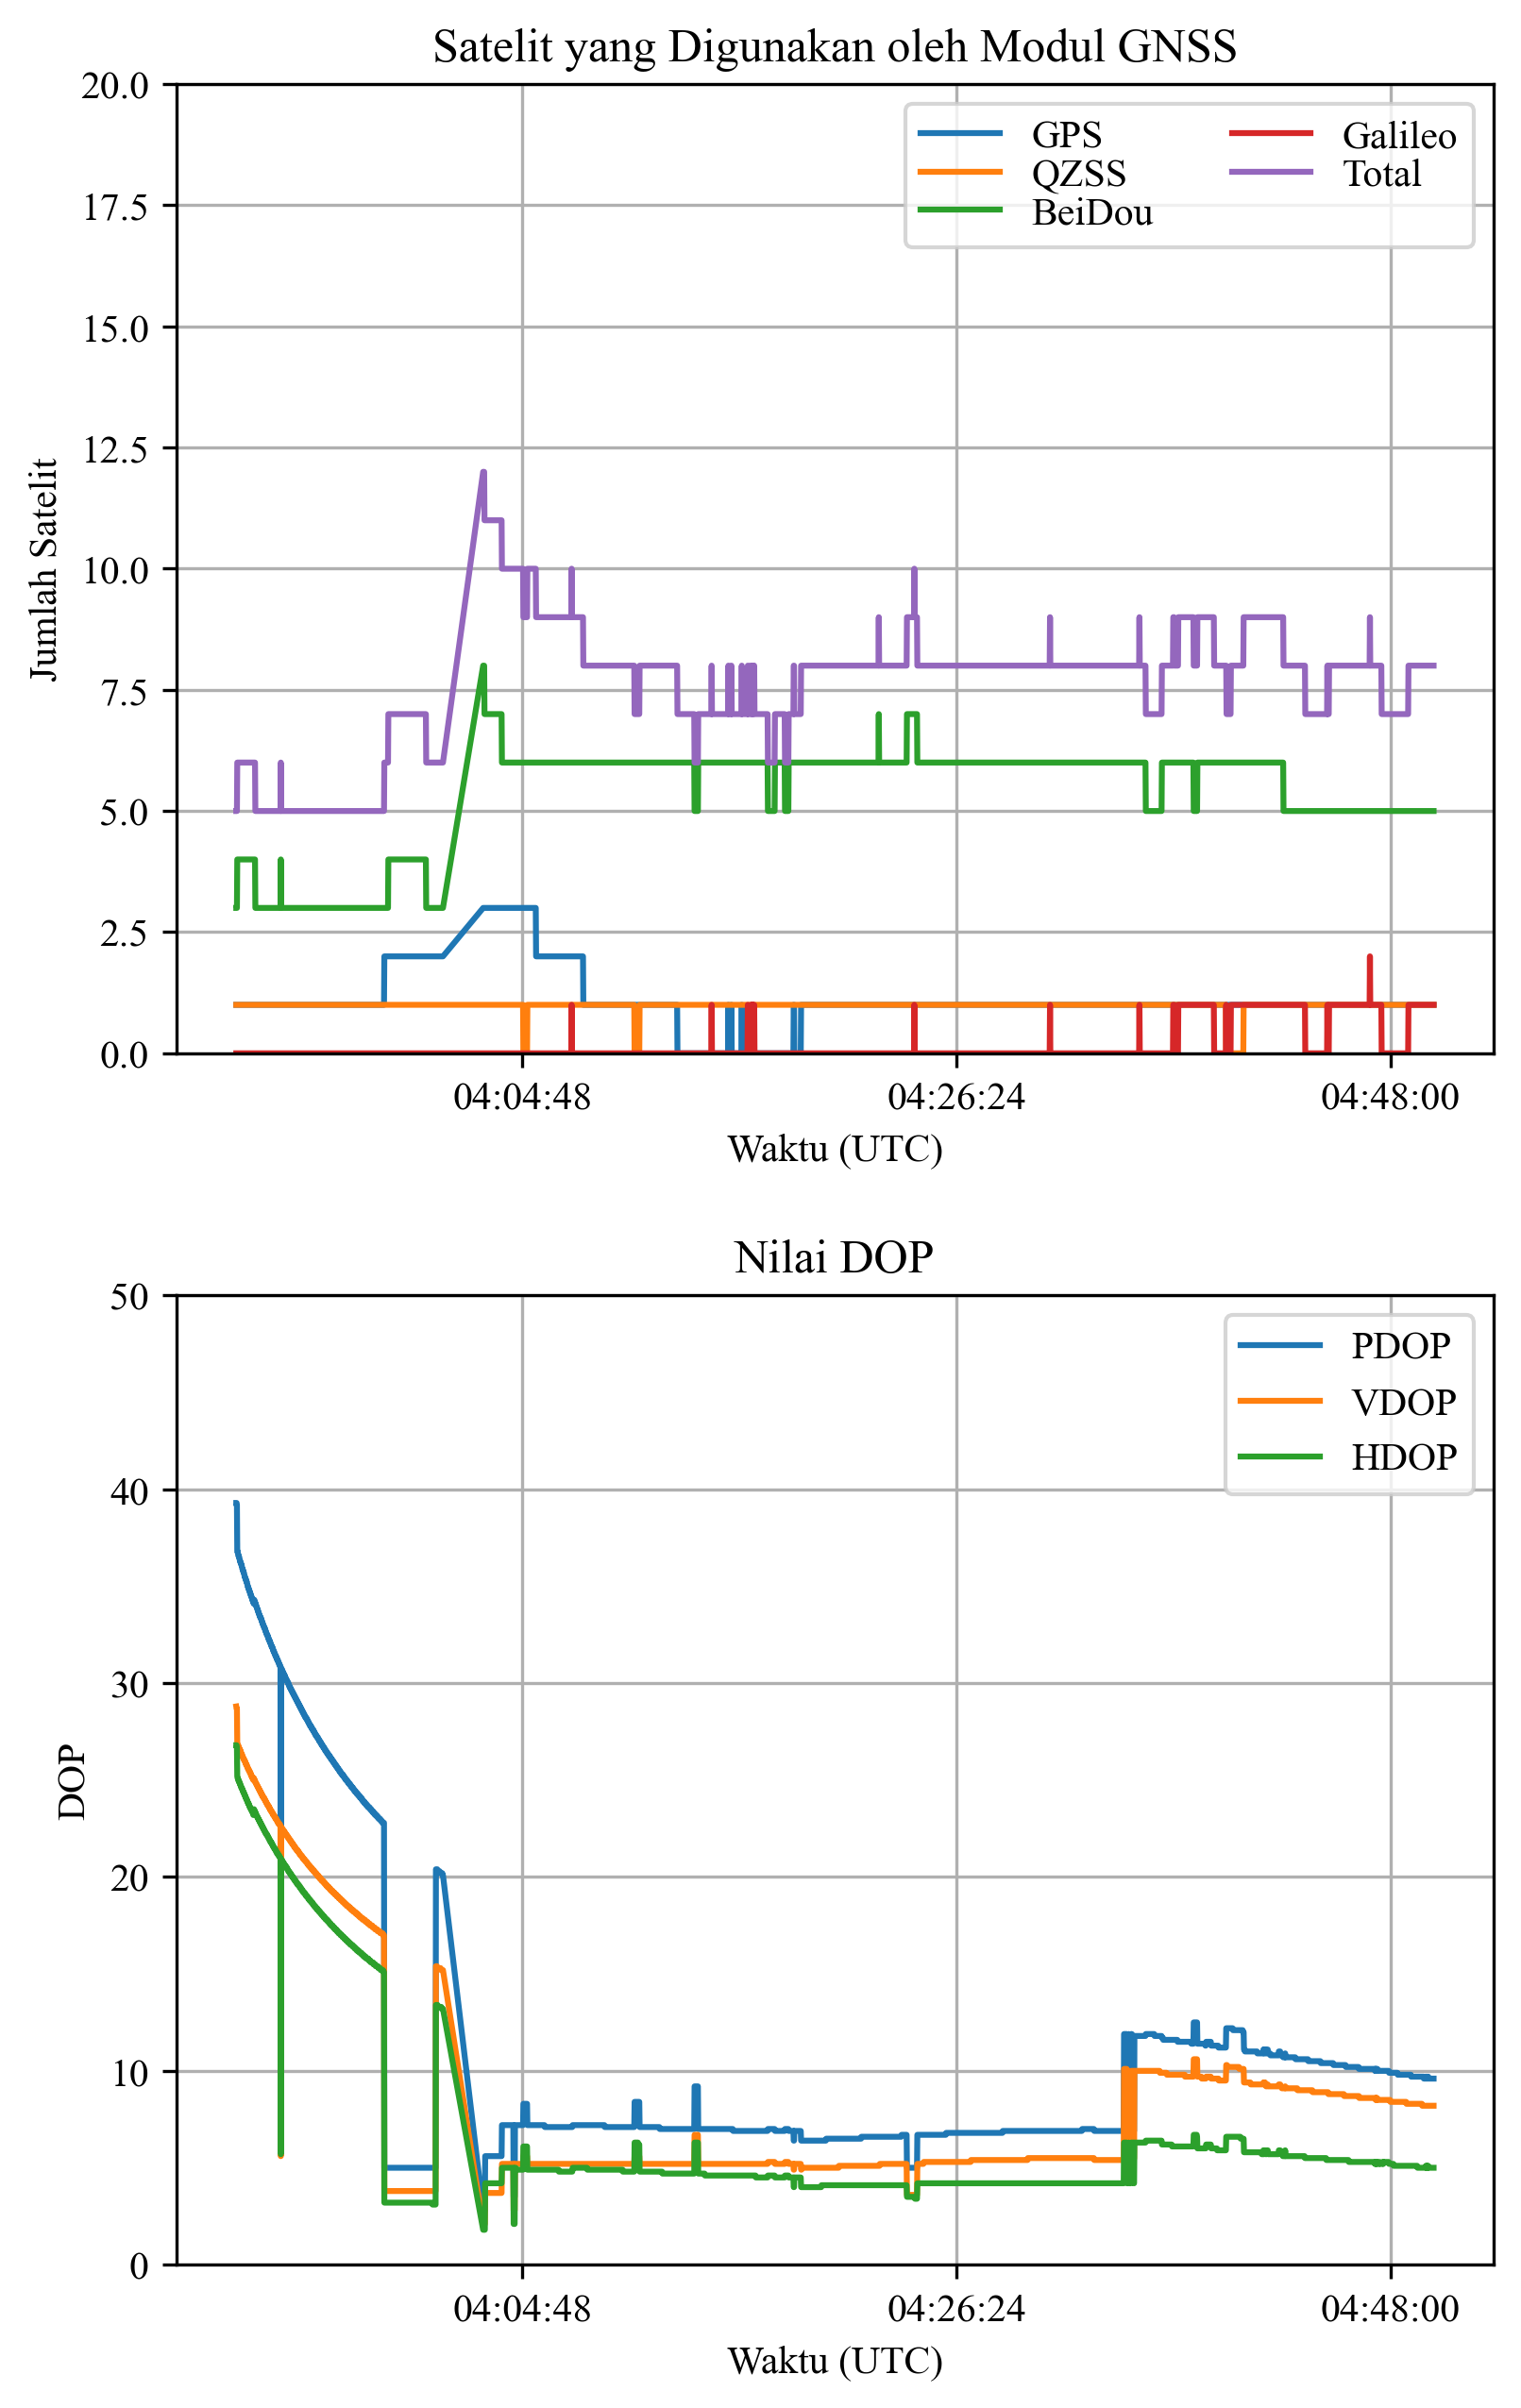 Satelit yang Digunakan oleh Modul GNSS
20.0
17.5
15.0
12.5
10.0
7.5
5.0
2.5
0.0
Jumlah Satelit
GPS
QZSS
BeiDou
Galileo
Total
04:04:48
04:26:24
04:48:00
Waktu (UTC)
Nilai DOP
50
40
30
20
10
0
DOP
PDOP
VDOP
HDOP
04:04:48
04:26:24
04:48:00
Waktu (UTC)